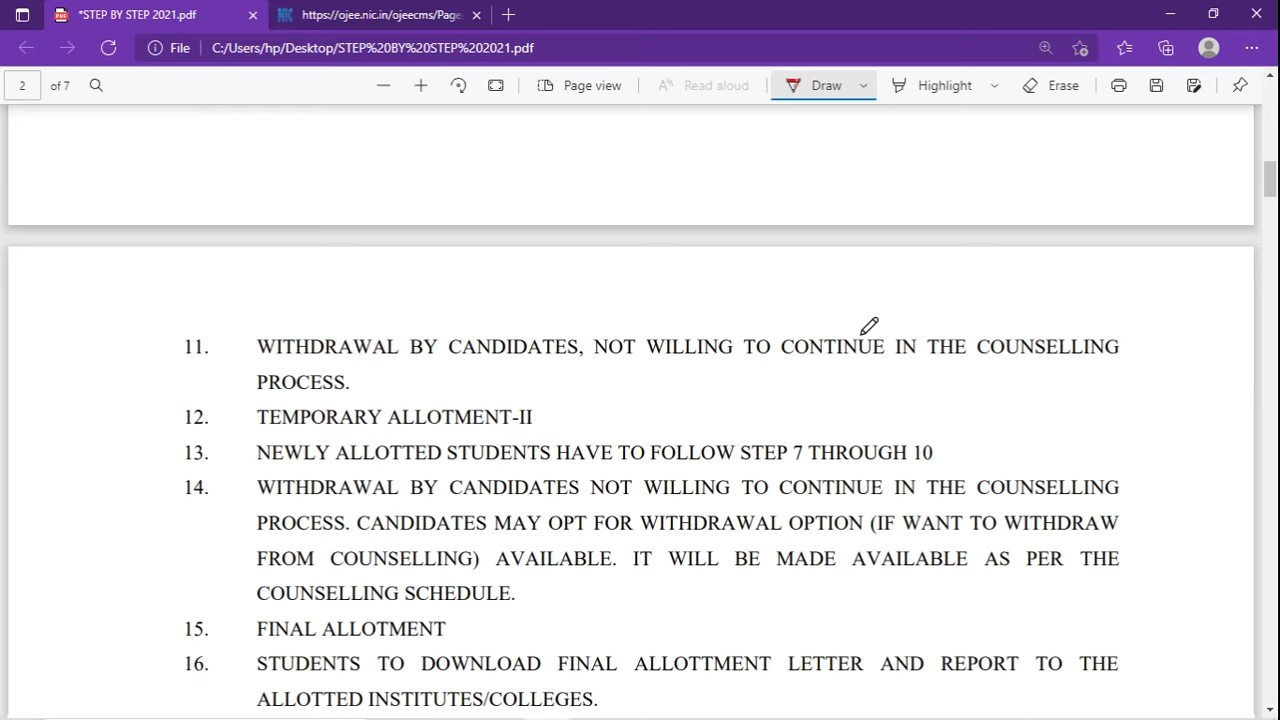 *STEP BY STEP 2021.pdf
https://ojee.nic.in/ojeecms/Page
File C:/Users/hp/Desktop/STEP%20BY%20STEP%202021.pdf
2 of 7 Page view Read aloud Draw Highlight Erase
11. WITHDRAWAL BY CANDIDATES, NOT WILLING TO CONTINUE IN THE COUNSELLING
PROCESS.
12. TEMPORARY ALLOTMENT-II
13. NEWLY ALLOTTED STUDENTS HAVE TO FOLLOW STEP 7 THROUGH 10
14. WITHDRAWAL BY CANDIDATES NOT WILLING TO CONTINUE IN THE COUNSELLING
PROCESS. CANDIDATES MAY OPT FOR WITHDRAWAL OPTION (IF WANT TO WITHDRAW
FROM COUNSELLING) AVAILABLE. IT WILL BE MADE AVAILABLE AS PER THE
COUNSELLING SCHEDULE.
15. FINAL ALLOTMENT
16. STUDENTS TO DOWNLOAD FINAL ALLOTTMENT LETTER AND REPORT TO THE
ALLOTTED INSTITUTES/COLLEGES.